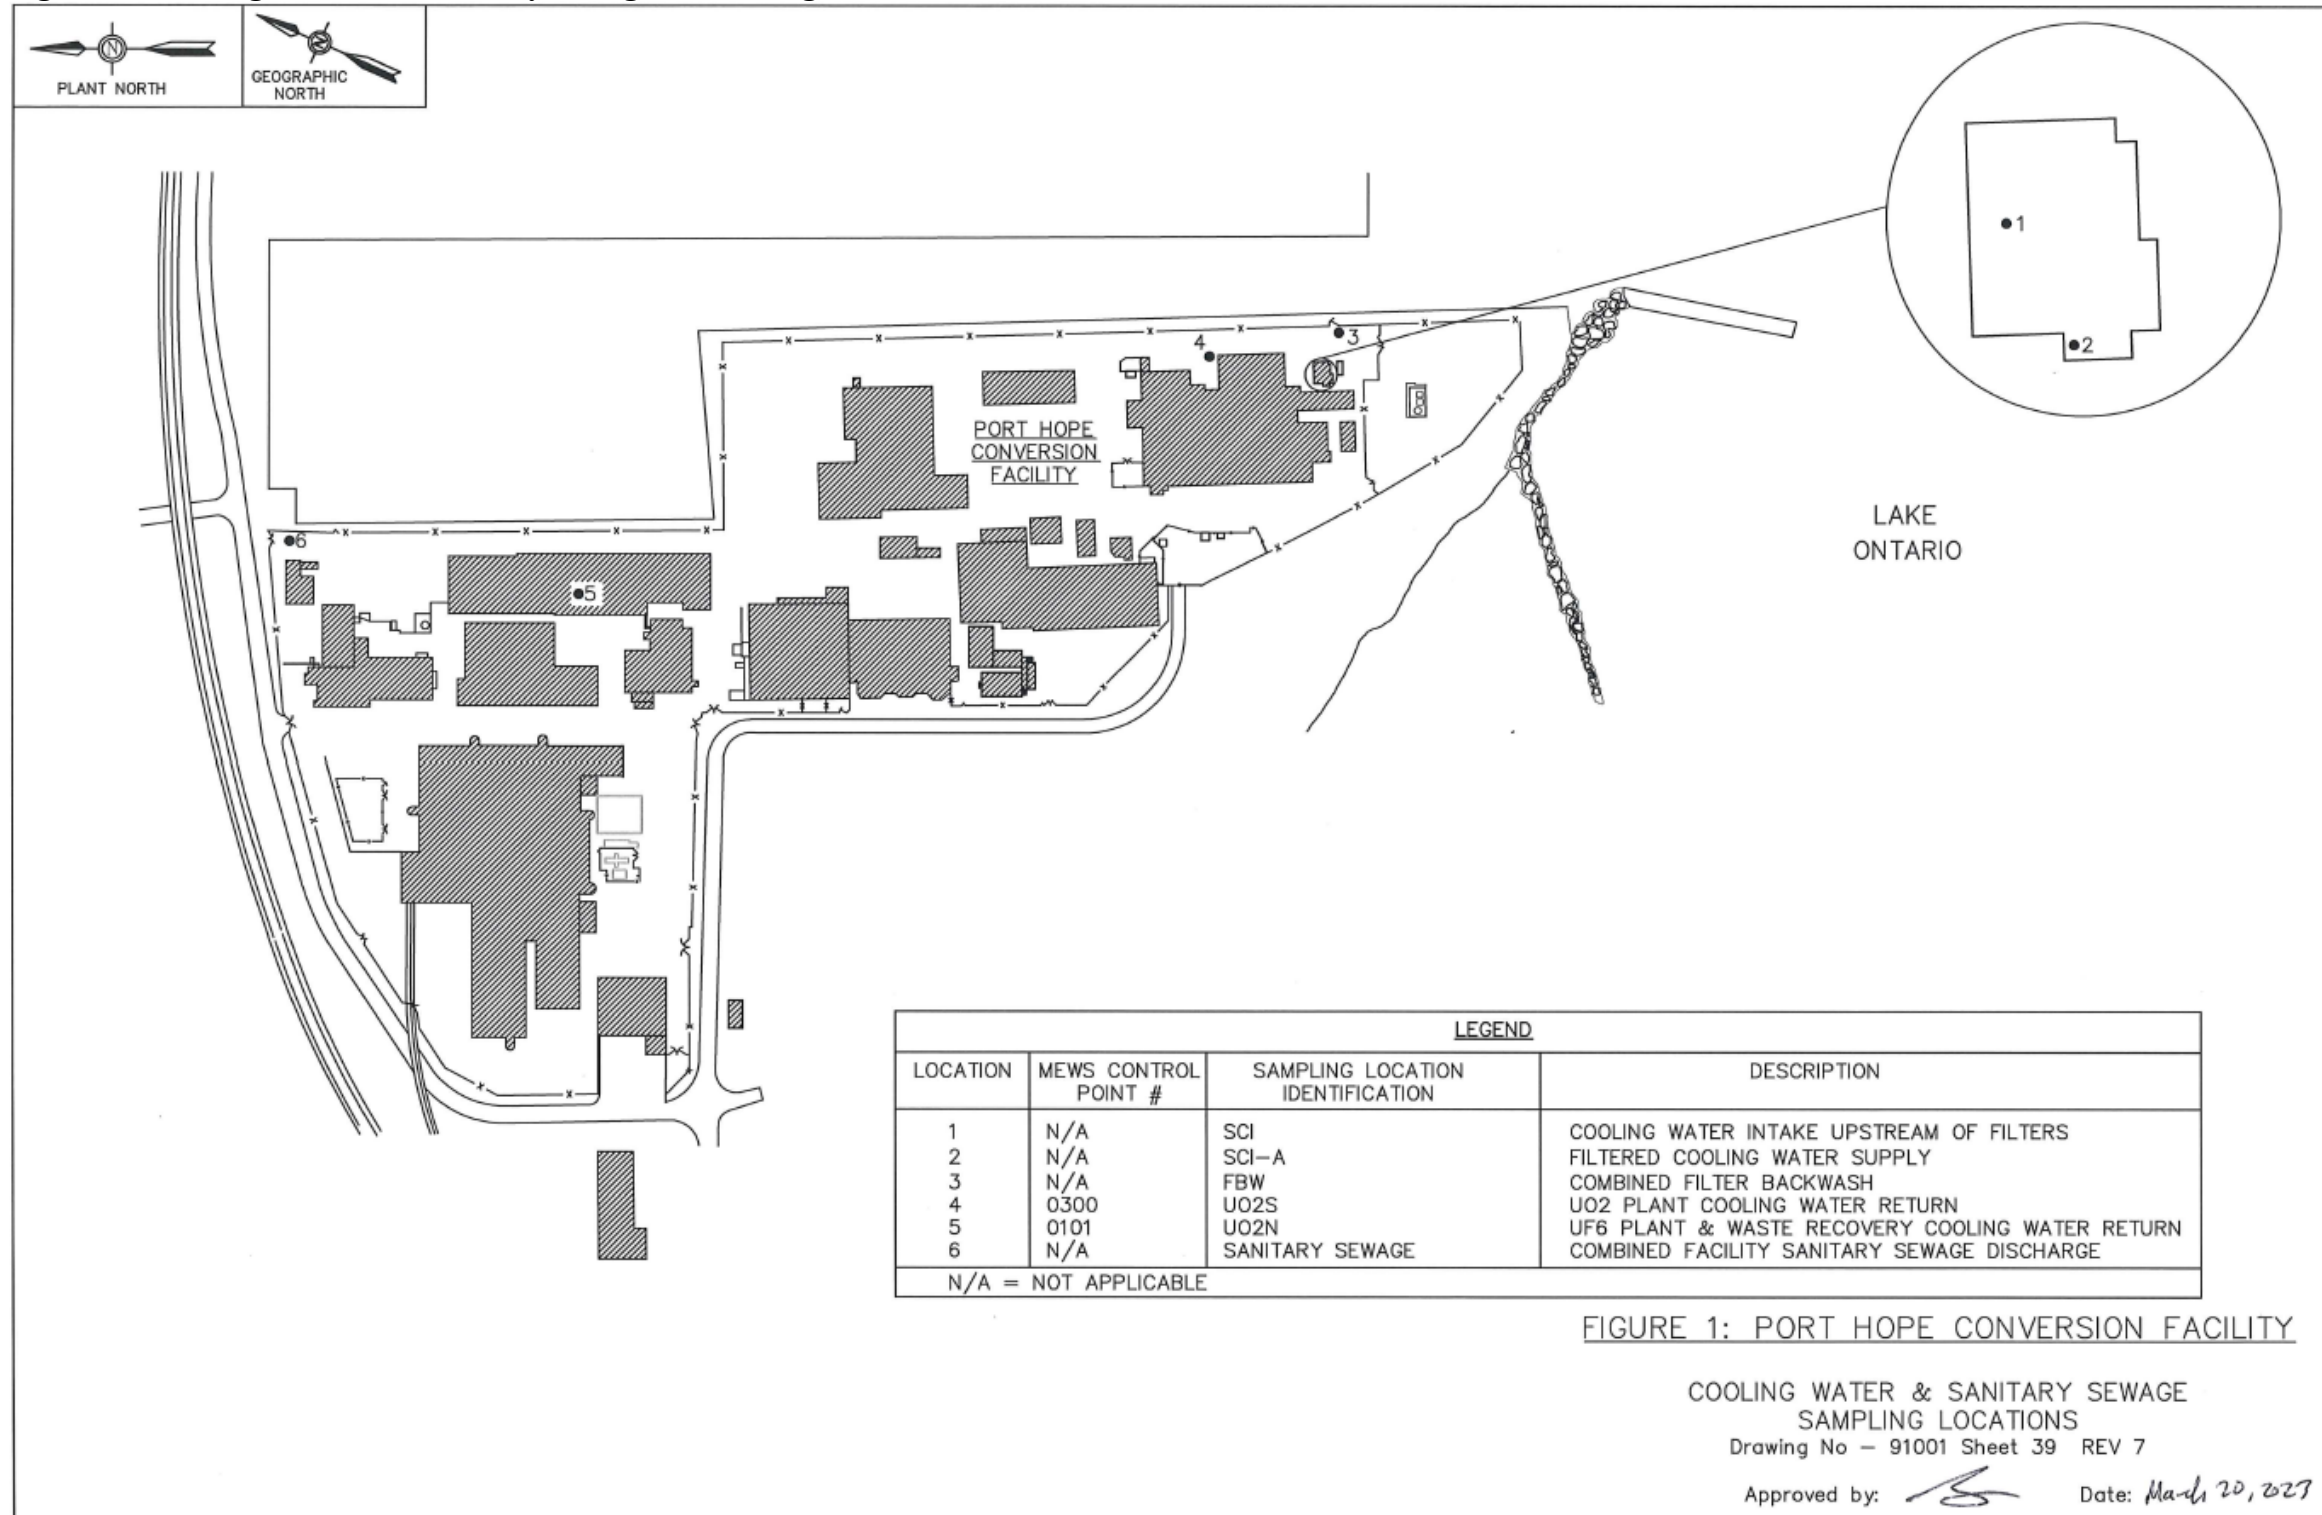 N
PLANT NORTH
N
GEOGRAPHIC
NORTH
1
2
3
4
PORT HOPE
CONVERSION
FACILITY
LAKE
ONTARIO
6
5
LEGEND
LOCATION MEWS CONTROL POINT # SAMPLING LOCATION IDENTIFICATION DESCRIPTION
1 N/A SCI COOLING WATER INTAKE UPSTREAM OF FILTERS
2 N/A SCI-A FILTERED COOLING WATER SUPPLY
3 N/A FBW COMBINED FILTER BACKWASH
4 0300 UO2S UO2 PLANT COOLING WATER RETURN
5 0101 UO2N UF6 PLANT & WASTE RECOVERY COOLING WATER RETURN
6 N/A SANITARY SEWAGE COMBINED FACILITY SANITARY SEWAGE DISCHARGE
N/A = NOT APPLICABLE
FIGURE 1: PORT HOPE CONVERSION FACILITY
COOLING WATER & SANITARY SEWAGE
SAMPLING LOCATIONS
Drawing No - 91001 Sheet 39 REV 7
Approved by: Date: March 20, 2023